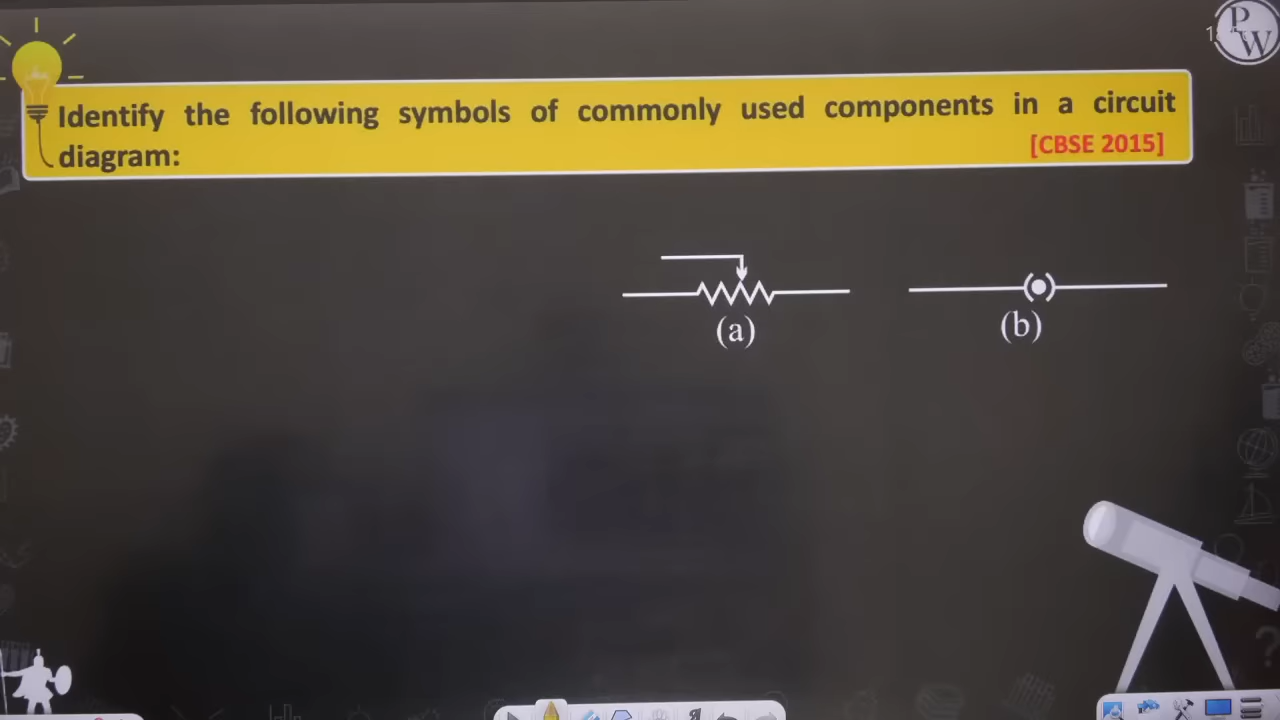 P
W
Identify the following symbols of commonly used components in a circuit
diagram:
[CBSE 2015]
(a)
(b)